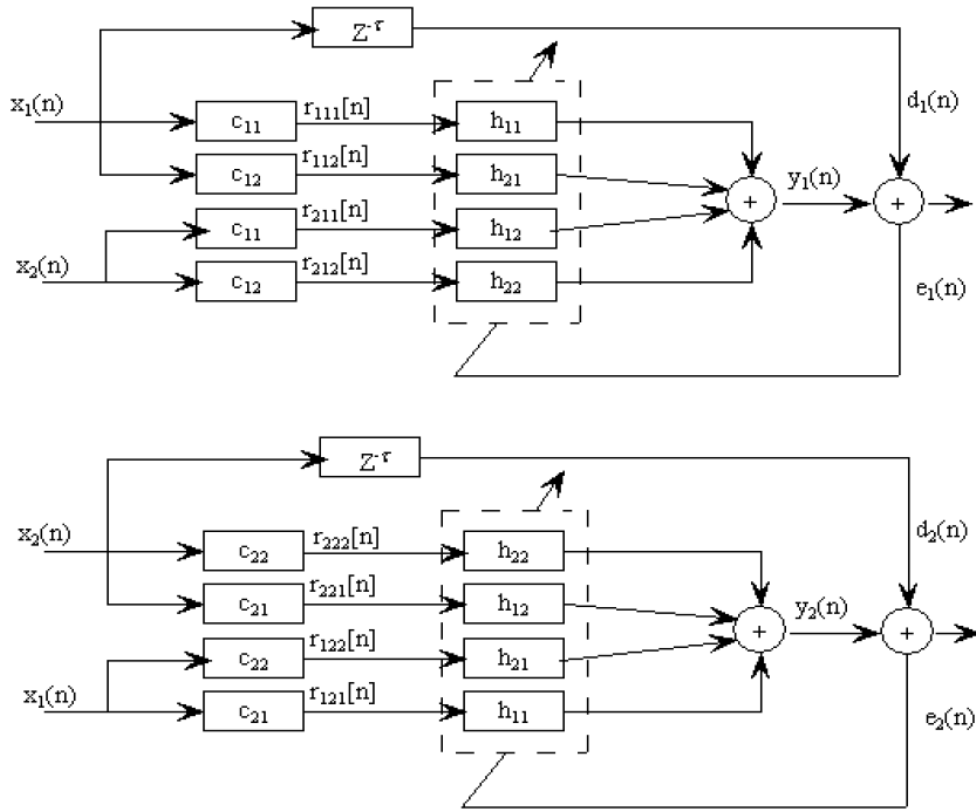 Z⁻ᵗ
x₁(n)
d₁(n)
c₁₁ r₁₁₁[n] h₁₁
c₁₂ r₁₁₂[n] h₂₁
y₁(n)
+ +
c₁₁ r₂₁₁[n] h₁₂
x₂(n)
c₁₂ r₂₁₂[n] h₂₂
e₁(n)
Z⁻ᵗ
x₂(n)
d₂(n)
c₂₂ r₂₂₂[n] h₂₂
c₂₁ r₂₂₁[n] h₁₂
y₂(n)
+ +
c₂₂ r₁₂₂[n] h₂₁
x₁(n)
c₂₁ r₁₂₁[n] h₁₁
e₂(n)